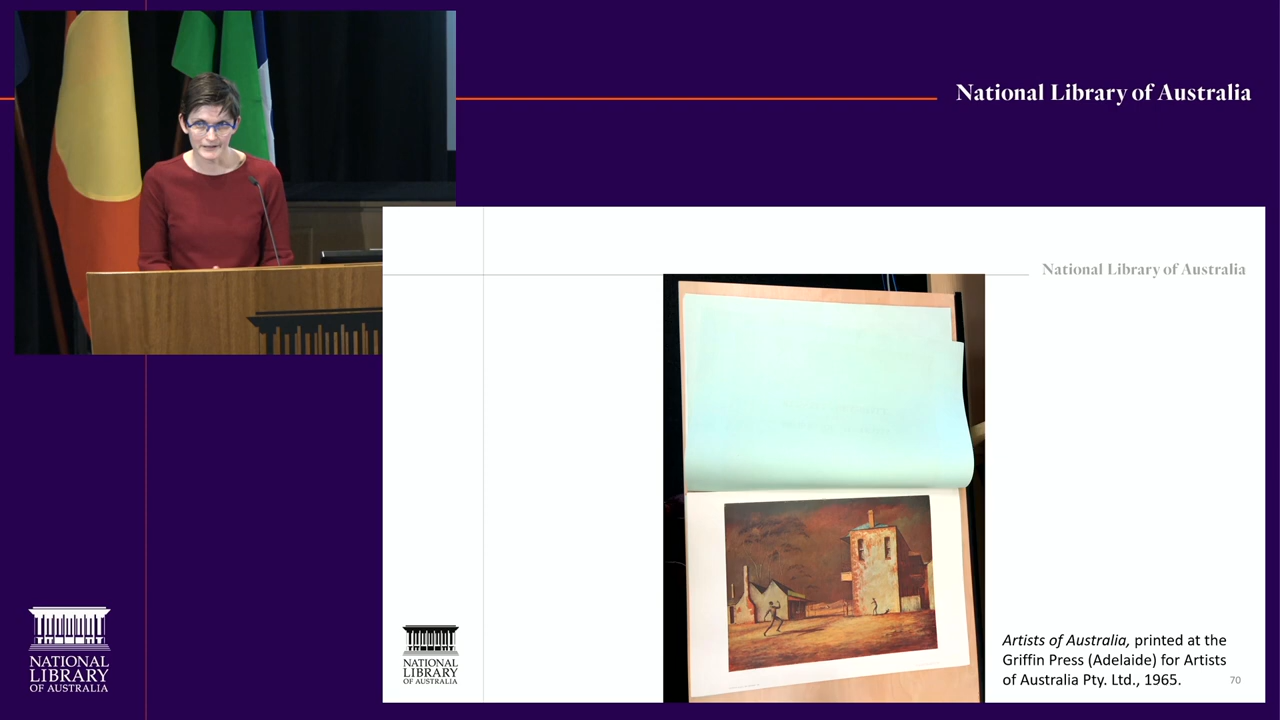 National Library of Australia
National Library of Australia
NATIONAL
LIBRARY
OF AUSTRALIA
NATIONAL
LIBRARY
OF AUSTRALIA
Artists of Australia, printed at the
Griffin Press (Adelaide) for Artists
of Australia Pty. Ltd., 1965.
70